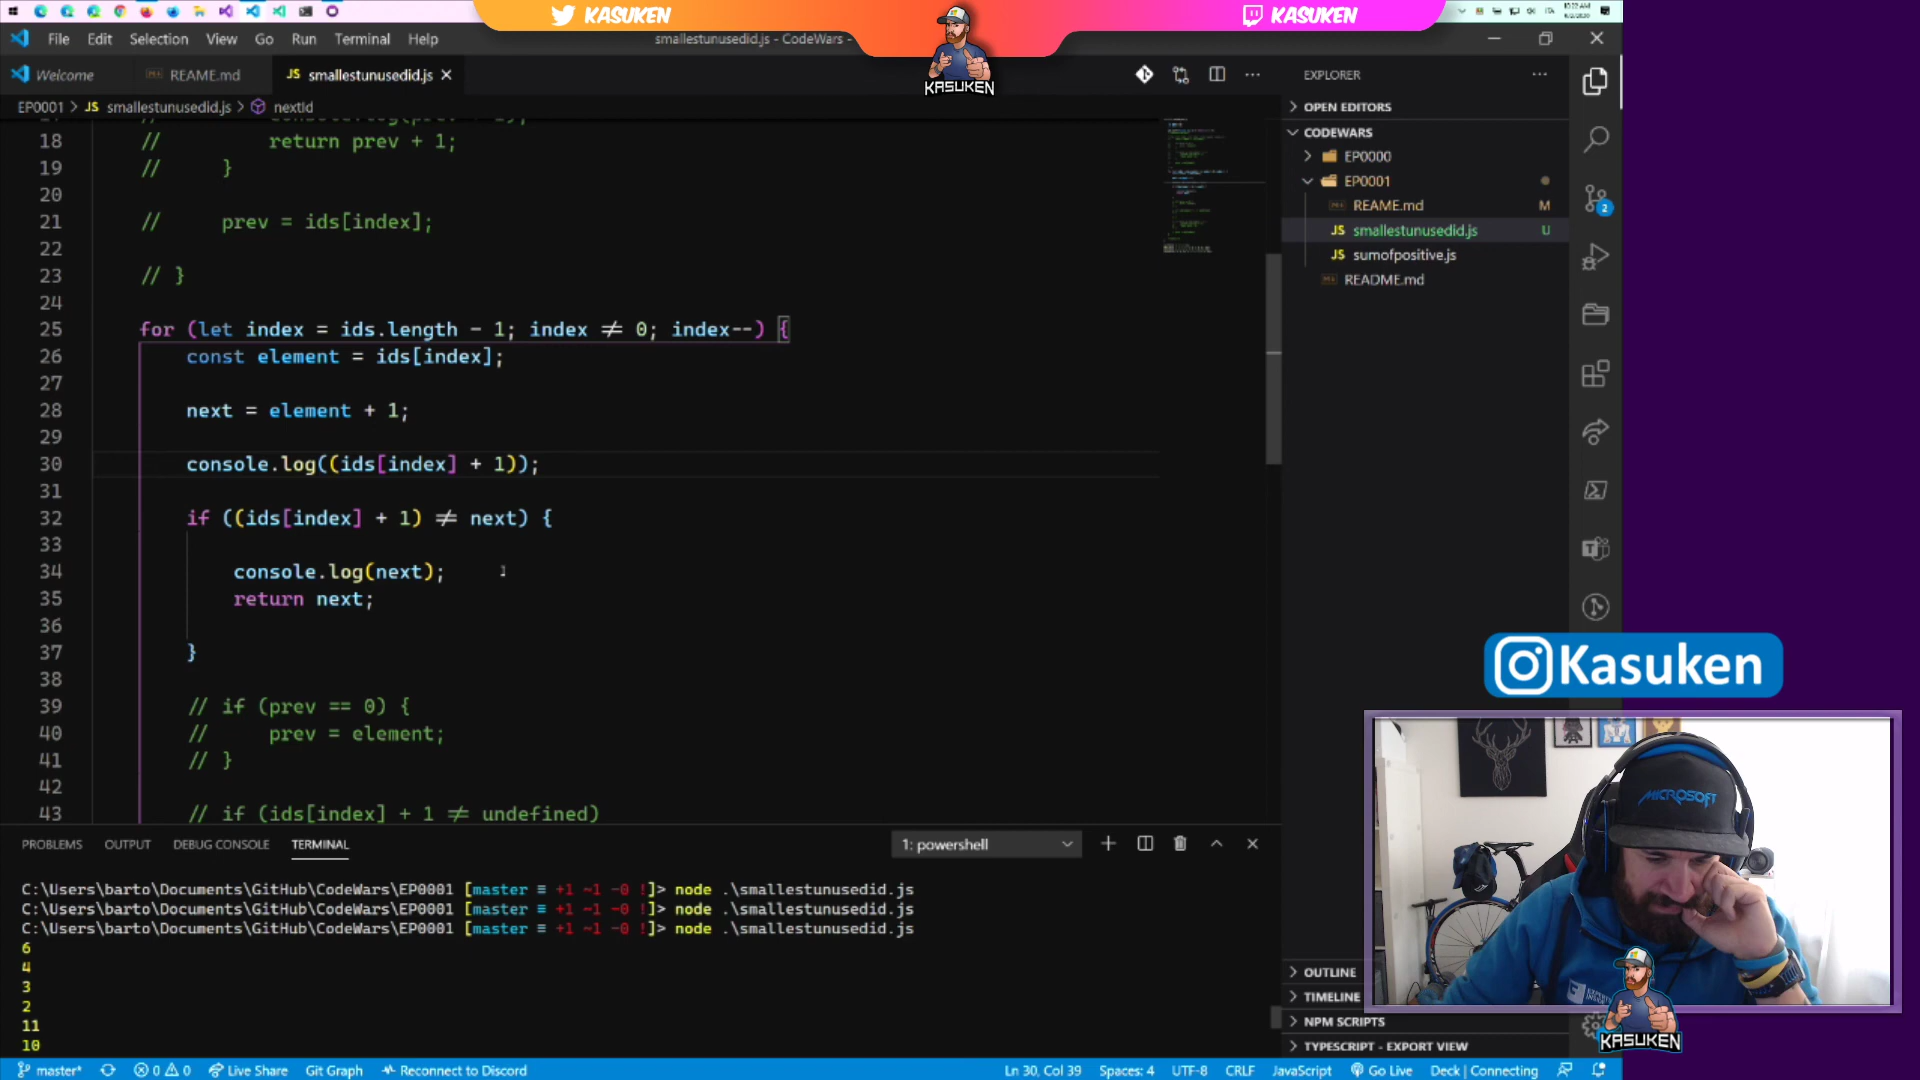 KASUKEN
KASUKEN
KASUKEN
File Edit Selection View Go Run Terminal Help
smallestunusedid.js - CodeWars -
Welcome
REAME.md
JS smallestunusedid.js
EP0001 > JS smallestunusedid.js > nextId
18 // return prev + 1;
19 // }
20
21 // prev = ids[index];
22
23 // }
24
25 for (let index = ids.length - 1; index ≠ 0; index--) {
26 const element = ids[index];
27
28 next = element + 1;
29
30 console.log((ids[index] + 1));
31
32 if ((ids[index] + 1) ≠ next) {
33
34 console.log(next);
35 return next;
36
37 }
38
39 // if (prev == 0) {
40 // prev = element;
41 // }
42
43 // if (ids[index] + 1 ≠ undefined)
EXPLORER
OPEN EDITORS
CODEWARS
EP0000
EP0001
REAME.md M
JS smallestunusedid.js U
JS sumofpositive.js
README.md
2
OUTLINE
TIMELINE
NPM SCRIPTS
TYPESCRIPT - EXPORT VIEW
Kasuken
MICROSOFT
KASUKEN
PROBLEMS OUTPUT DEBUG CONSOLE TERMINAL
1: powershell
C:\Users\barto\Documents\GitHub\CodeWars\EP0001 [master ≡ +1 ~1 -0 !]> node .\smallestunusedid.js
C:\Users\barto\Documents\GitHub\CodeWars\EP0001 [master ≡ +1 ~1 -0 !]> node .\smallestunusedid.js
C:\Users\barto\Documents\GitHub\CodeWars\EP0001 [master ≡ +1 ~1 -0 !]> node .\smallestunusedid.js
6
4
3
2
11
10
master* 0 0 Live Share Git Graph Reconnect to Discord
Ln 30, Col 39 Spaces: 4 UTF-8 CRLF JavaScript Go Live Deck | Connecting